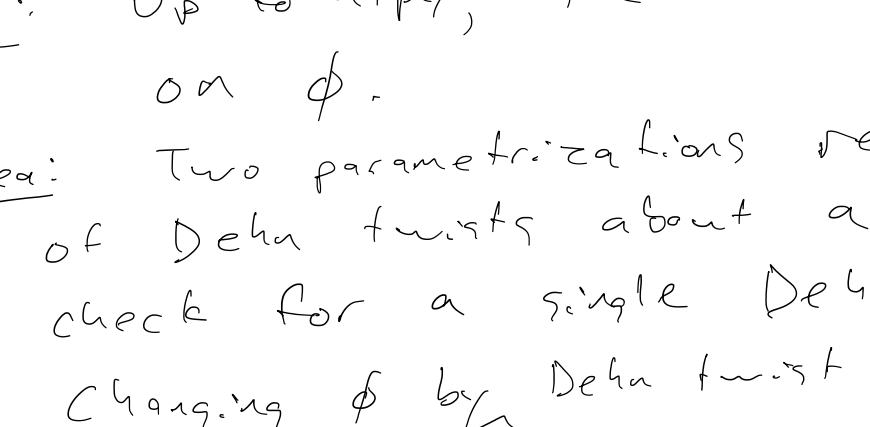 on φ.
Two parametrizations
of Dehn twists about a
check for a single
Changing φ by Dehn twist